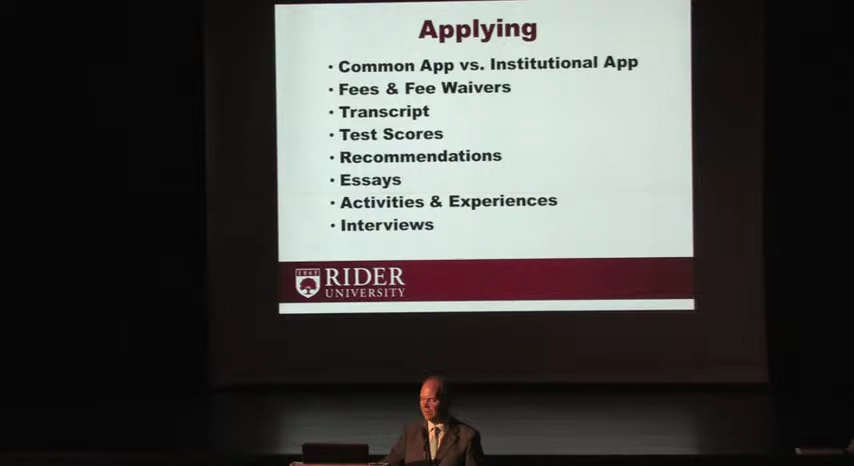 Applying
• Common App vs. Institutional App
• Fees & Fee Waivers
• Transcript
• Test Scores
• Recommendations
• Essays
• Activities & Experiences
• Interviews
1865
RIDER
UNIVERSITY